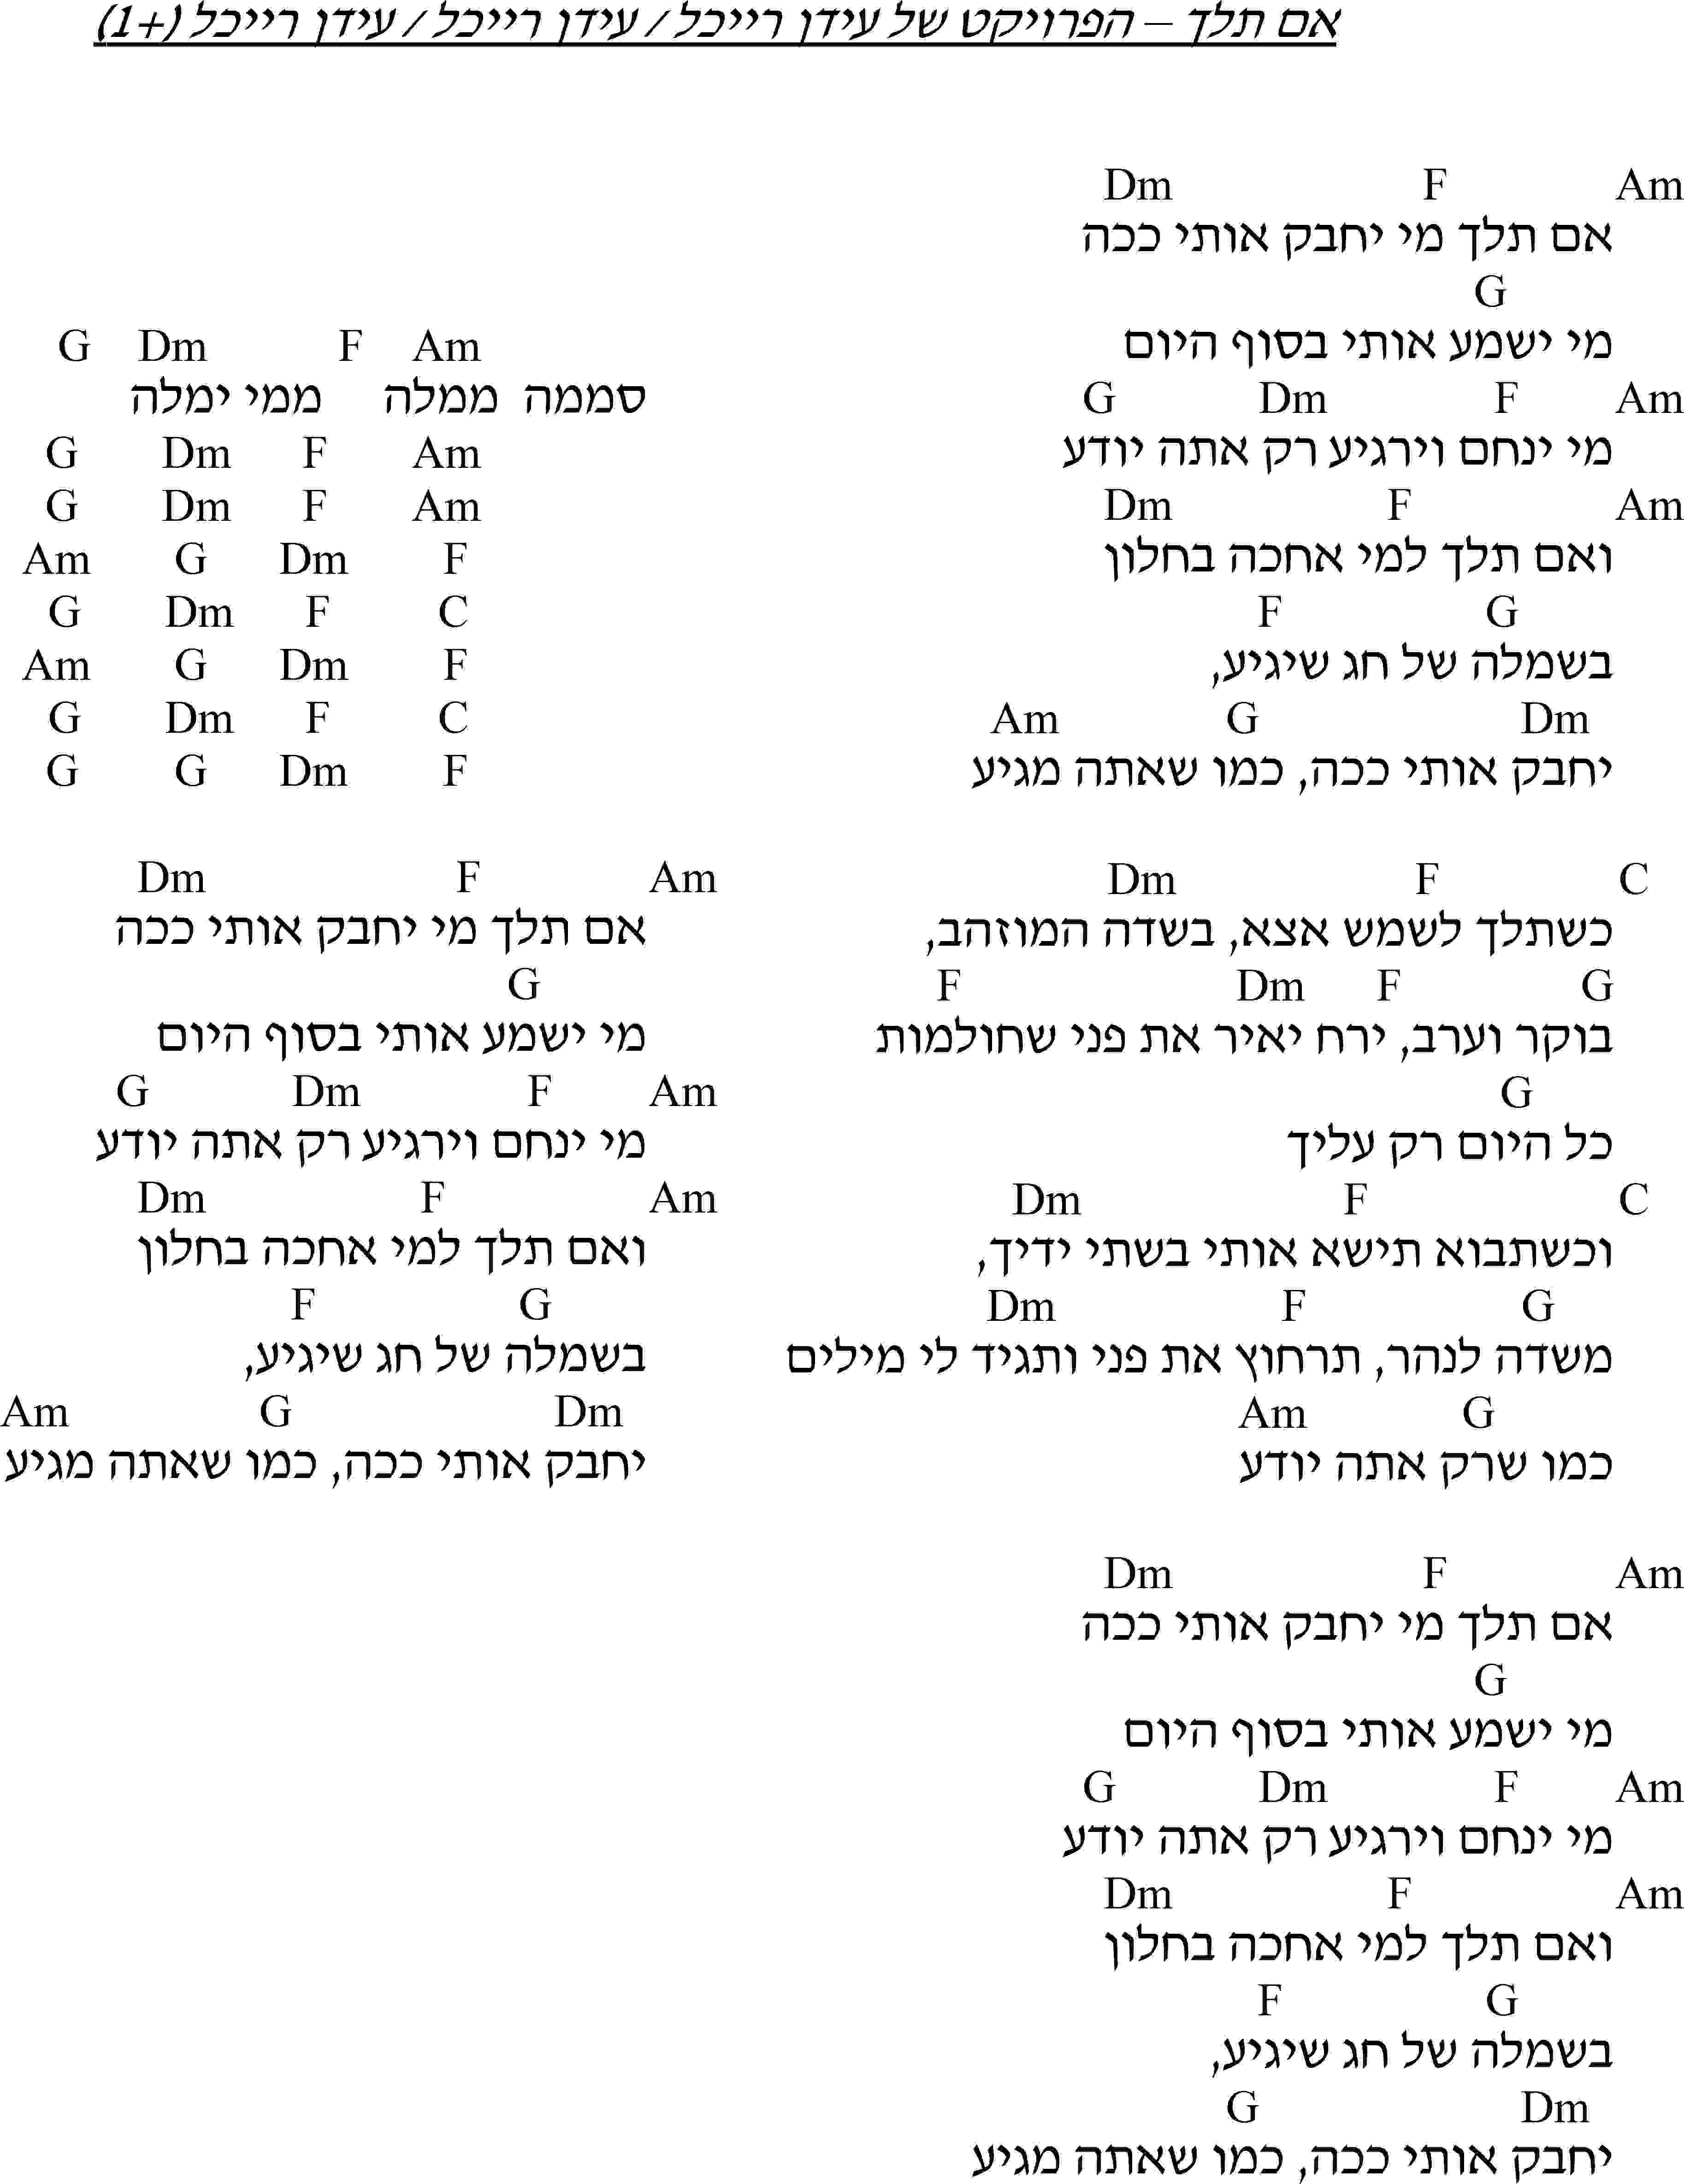 אם תלך – הפרויקט של עידן רייכל / עידן רייכל / עידן רייכל (+1)
Dm F Am
אם תלך מי יחבק אותי ככה
G
מי ישמע אותי בסוף היום
G Dm F Am
מי ינחם וירגיע רק אתה יודע
Dm F Am
ואם תלך למי אחכה בחלון
F G
בשמלה של חג שיגיע,
Am G Dm
יחבק אותי ככה, כמו שאתה מגיע
Dm F C
כשתלך לשמש אצא, בשדה המוזהב,
F Dm F G
בוקר וערב, ירח יאיר את פני שחולמות
G
כל היום רק עליך
Dm F C
וכשתבוא תישא אותי בשתי ידיך,
Dm F G
משדה לנהר, תרחוץ את פני ותגיד לי מילים
Am G
כמו שרק אתה יודע
Dm F Am
אם תלך מי יחבק אותי ככה
G
מי ישמע אותי בסוף היום
G Dm F Am
מי ינחם וירגיע רק אתה יודע
Dm F Am
ואם תלך למי אחכה בחלון
F G
בשמלה של חג שיגיע,
G Dm
יחבק אותי ככה, כמו שאתה מגיע
G Dm F Am
סממה ממלה ממי ימלה
G Dm F Am
G Dm F Am
Am G Dm F
G Dm F C
Am G Dm F
G Dm F C
G G Dm F
Dm F Am
אם תלך מי יחבק אותי ככה
G
מי ישמע אותי בסוף היום
G Dm F Am
מי ינחם וירגיע רק אתה יודע
Dm F Am
ואם תלך למי אחכה בחלון
F G
בשמלה של חג שיגיע,
Am G Dm
יחבק אותי ככה, כמו שאתה מגיע